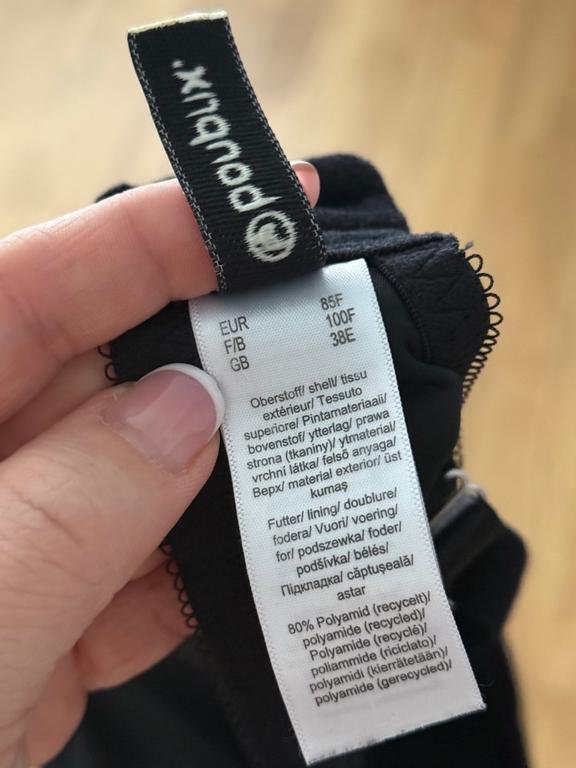 poubux
EUR 85F
F/B 100F
GB 38E
Oberstoff/ shell/ tissu
extérieur/ Tessuto
superiore/ Pintamateriaali/
bovenstof/ ytterlag/ prawa
strona (tkaniny)/ ytmaterial/
vrchní látka/ felső anyaga/
Верх/ material exterior/ üst
kumaş
Futter/ lining/ doublure/
fodera/ Vuori/ voering/
for/ podszewka/ foder/
podšívka/ bélés/
Підкладка/ căptușeală/
astar
80% Polyamid (recycelt)/
polyamide (recycled)/
Polyamide (recyclé)/
poliammide (riciclato)/
polyamidi (kierrätetään)/
polyamide (gerecycled)/